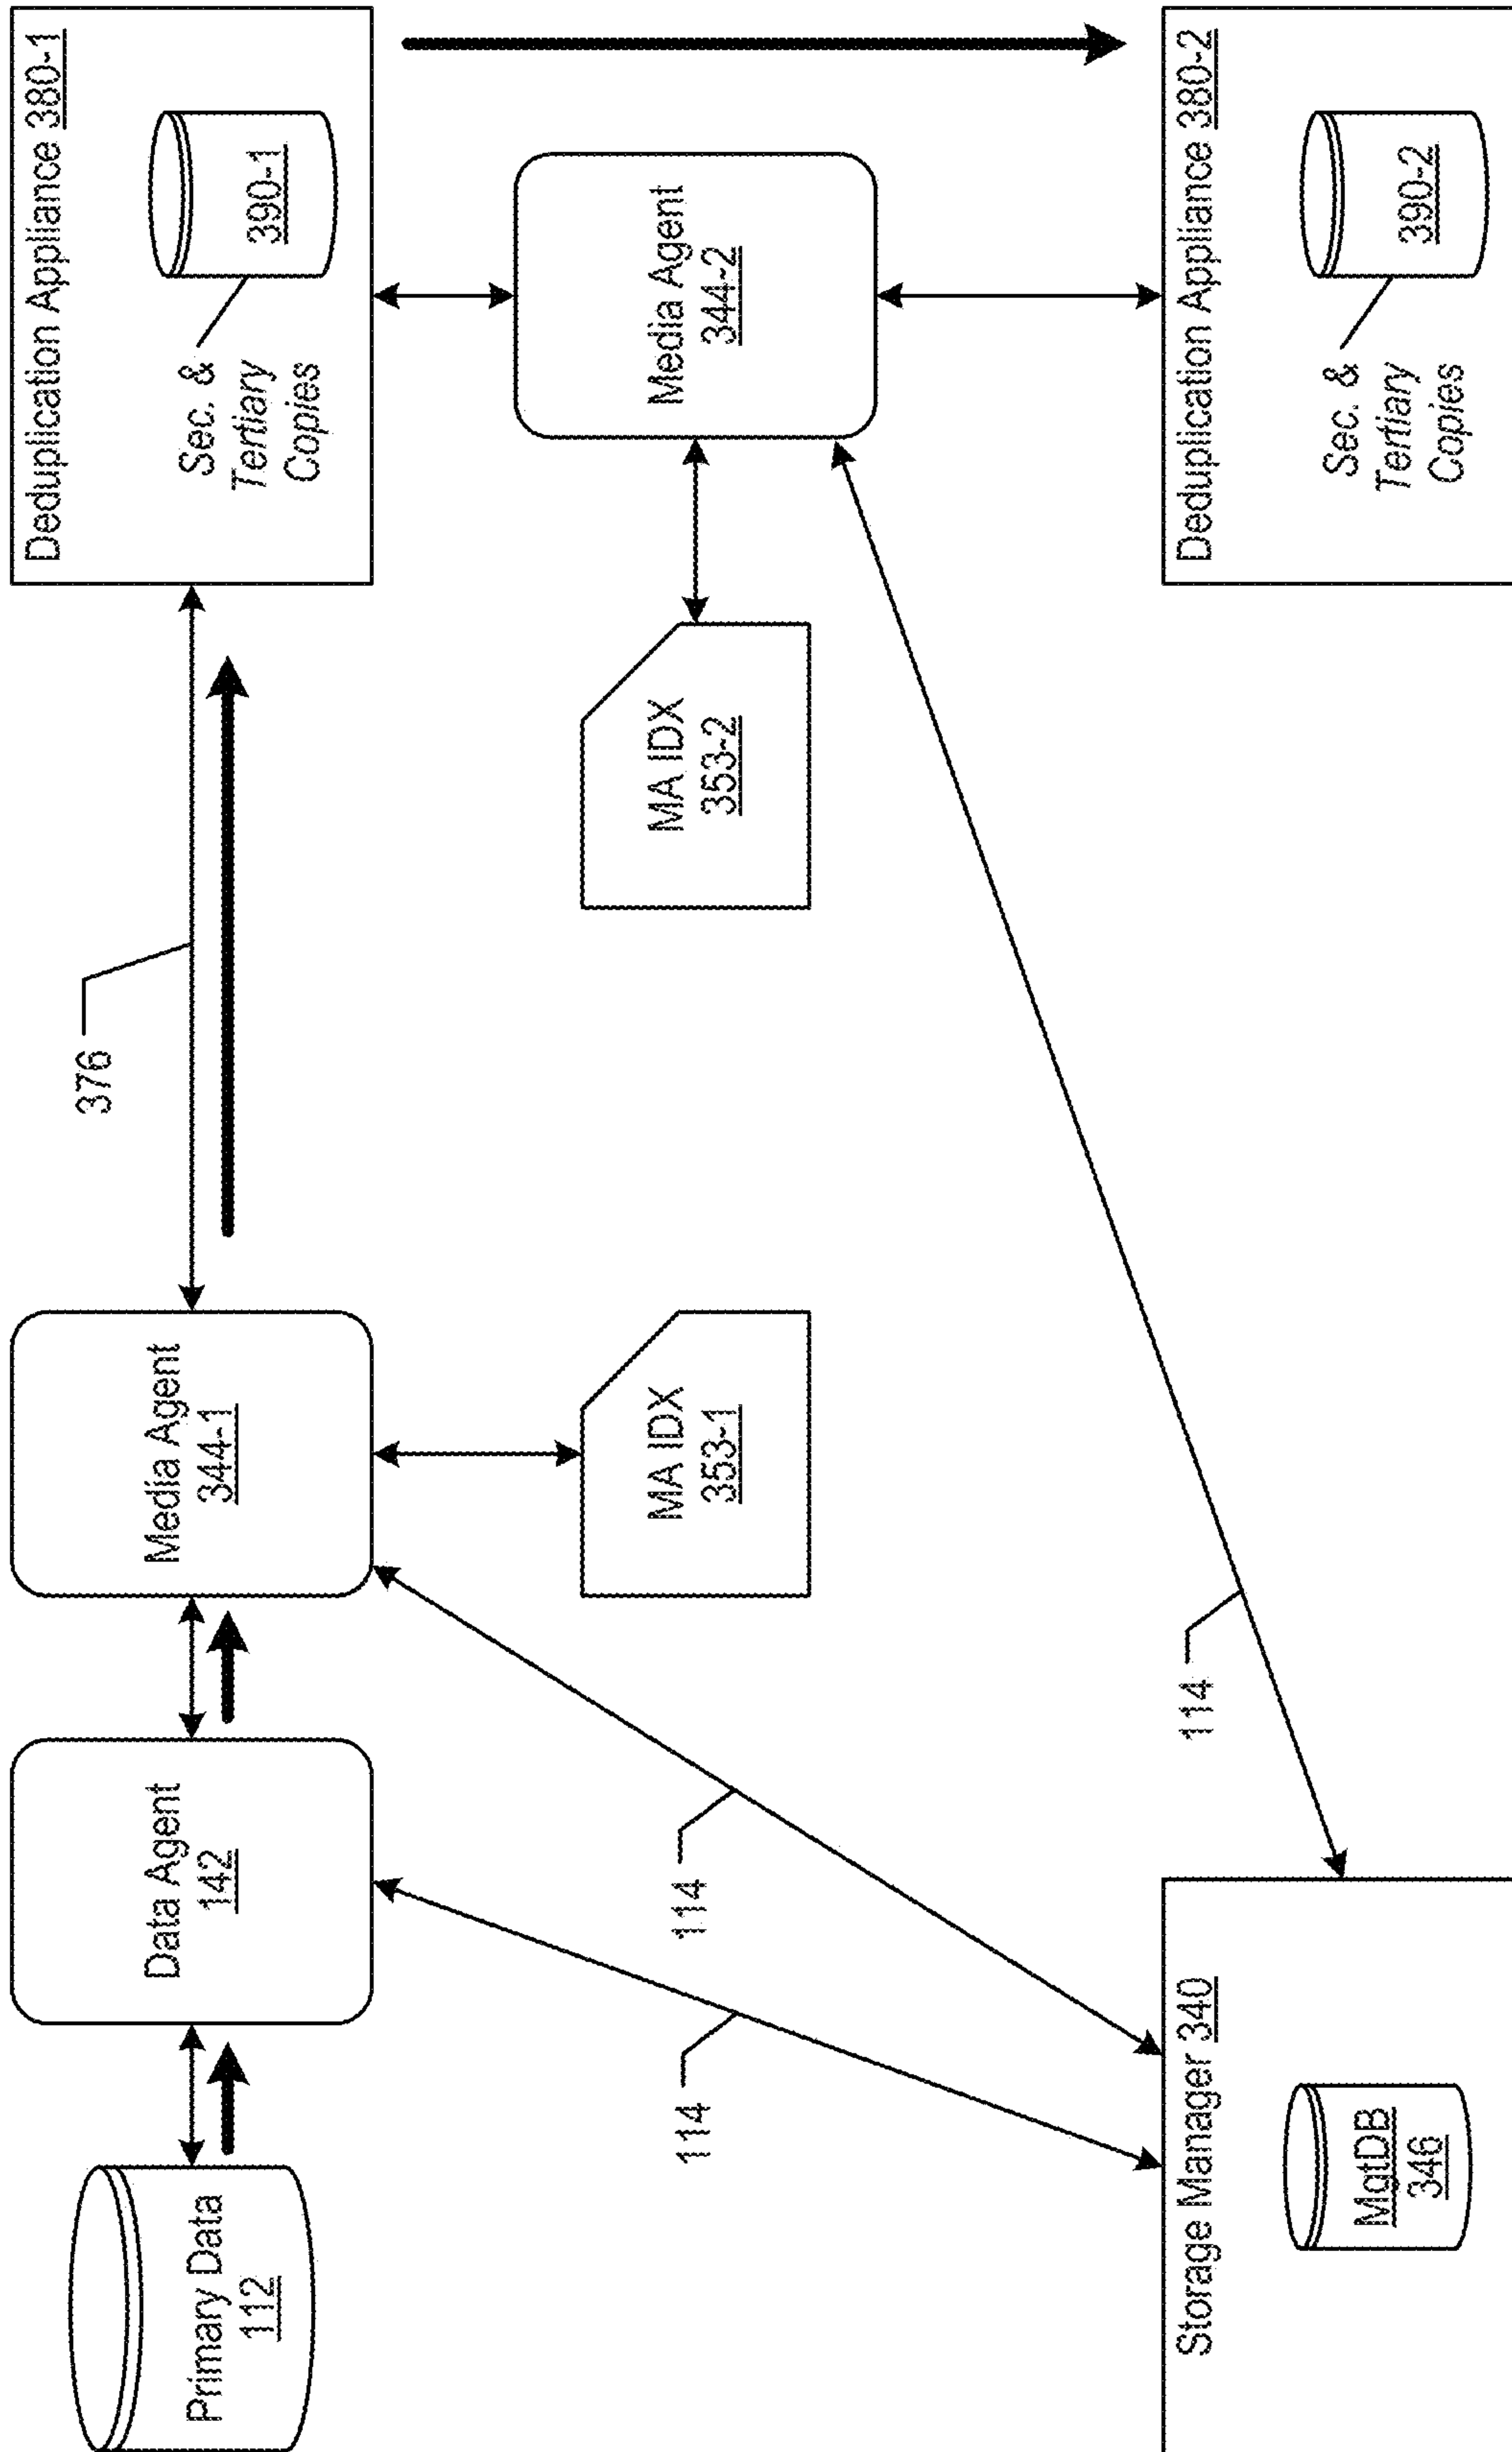 Primary Data
112
Data Agent
142
Media Agent
344-1
376
Deduplication Appliance 380-1
390-1
Sec. &
Tertiary
Copies
MA IDX
353-1
MA IDX
353-2
Media Agent
344-2
114
114
114
Storage Manager 340
MgtDB
346
Deduplication Appliance 380-2
390-2
Sec. &
Tertiary
Copies